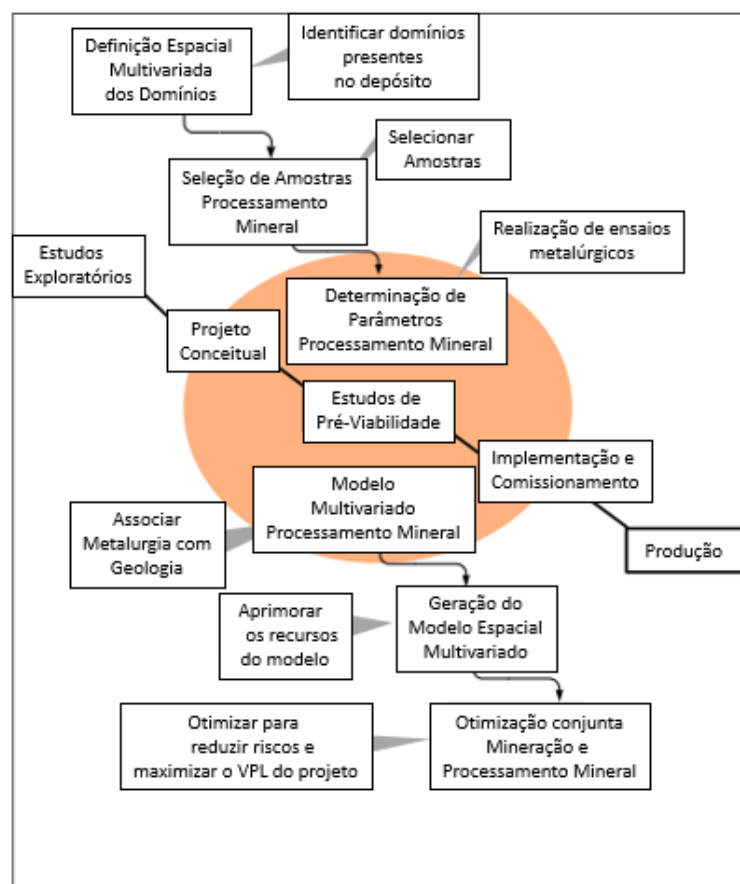 Definição Espacial
Multivariada
dos Domínios
Identificar domínios
presentes
no depósito
Selecionar
Amostras
Seleção de Amostras
Processamento
Mineral
Realização de ensaios
metalúrgicos
Estudos
Exploratórios
Determinação de
Parâmetros
Processamento Mineral
Projeto
Conceitual
Estudos de
Pré-Viabilidade
Implementação e
Comissionamento
Modelo
Multivariado
Processamento Mineral
Associar
Metalurgia com
Geologia
Produção
Aprimorar
os recursos
do modelo
Geração do
Modelo Espacial
Multivariado
Otimizar para
reduzir riscos e
maximizar o VPL do projeto
Otimização conjunta
Mineração e
Processamento Mineral